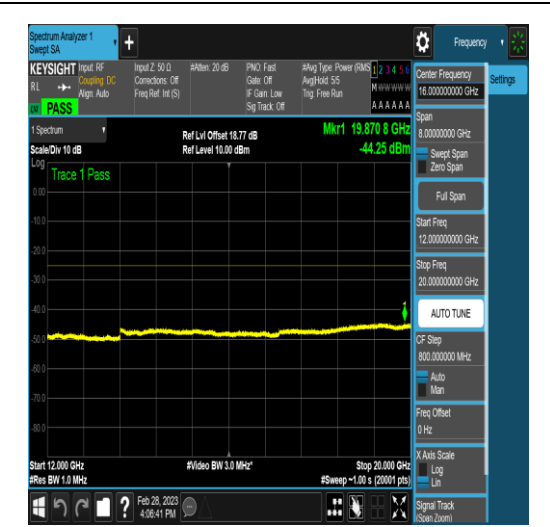 Spectrum Analyzer 1
Swept SA
Frequency
KEYSIGHT
Input: RF
Coupling: DC
Align: Auto
Input Z: 50 Ω
Corrections: Off
Freq Ref: Int (S)
#Atten: 20 dB
PNO: Fast
Gate: Off
IF Gain: Low
Sig Track: Off
#Avg Type: Power (RMS)
Avg|Hold: 5/5
Trig: Free Run
1 2 3 4 5 6
M W W W W W
A A A A A A
RL
PASS
Center Frequency
16.000000000 GHz
Settings
1 Spectrum
Scale/Div 10 dB
Ref Lvl Offset 18.77 dB
Ref Level 10.00 dBm
Mkr1 19.870 8 GHz
-44.25 dBm
Span
8.00000000 GHz
Swept Span
Zero Span
Log
Trace 1 Pass
Full Span
0.00
-10.0
-20.0
-30.0
-40.0
-50.0
-60.0
-70.0
-80.0
1
Start Freq
12.000000000 GHz
Stop Freq
20.000000000 GHz
AUTO TUNE
CF Step
800.000000 MHz
Auto
Man
Freq Offset
0 Hz
X Axis Scale
Log
Lin
Signal Track
(Span Zoom)
Start 12.000 GHz
#Video BW 3.0 MHz*
Stop 20.000 GHz
#Res BW 1.0 MHz
#Sweep ~1.00 s (20001 pts)
?
Feb 28, 2023
4:06:41 PM